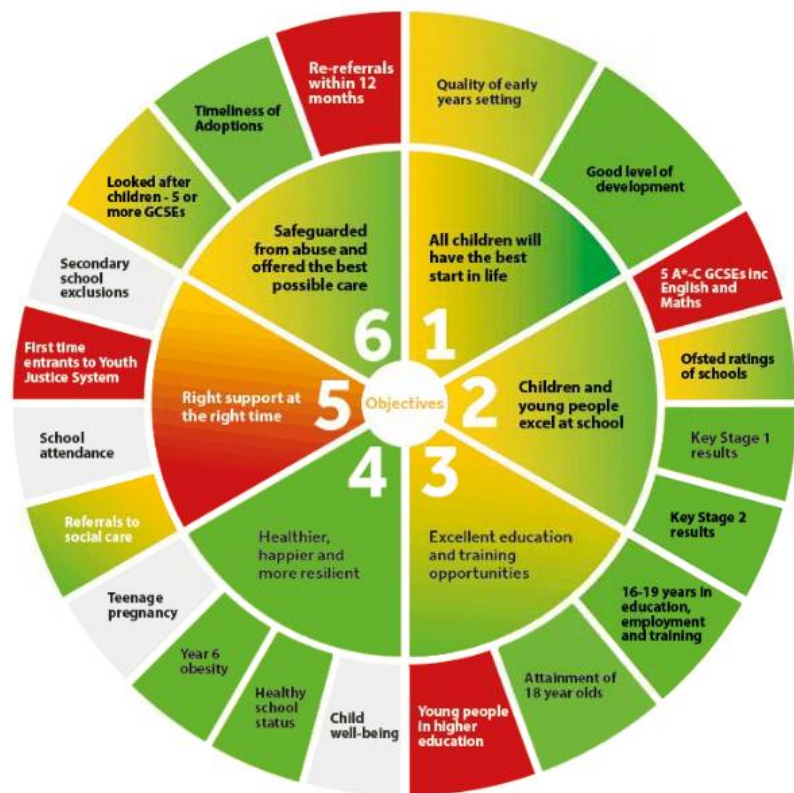 Re-referrals
within 12
months
Quality of early
years setting
Good level of
development
5 A*-C GCSEs inc
English and
Maths
Ofsted ratings
of schools
Key Stage 1
results
Key Stage 2
results
16-19 years in
education,
employment
and training
Attainment of
18 year olds
Young people
in higher
education
Child
well-being
Healthy
school
status
Year 6
obesity
Teenage
pregnancy
Referrals to
social care
School
attendance
First time
entrants to Youth
Justice System
Secondary
school
exclusions
Looked after
children - 5 or
more GCSEs
Timeliness of
Adoptions
All children will
have the best
start in life
1
Children and
young people
excel at school
2
Excellent education
and training
opportunities
3
Healthier,
happier and
more resilient
4
Right support at
the right time
5
Safeguarded
from abuse and
offered the best
possible care
6
Objectives